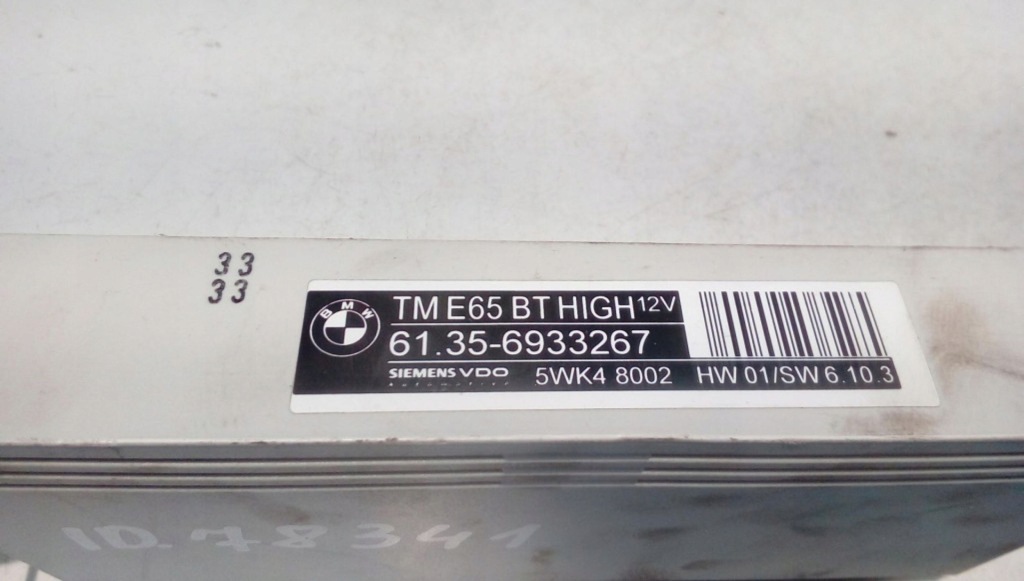 33
33
BMW
TM E65 BT HIGH 12V
61.35-6933267
SIEMENS VDO 5WK4 8002 HW 01/SW 6.10.3
Automotive
ID.78341